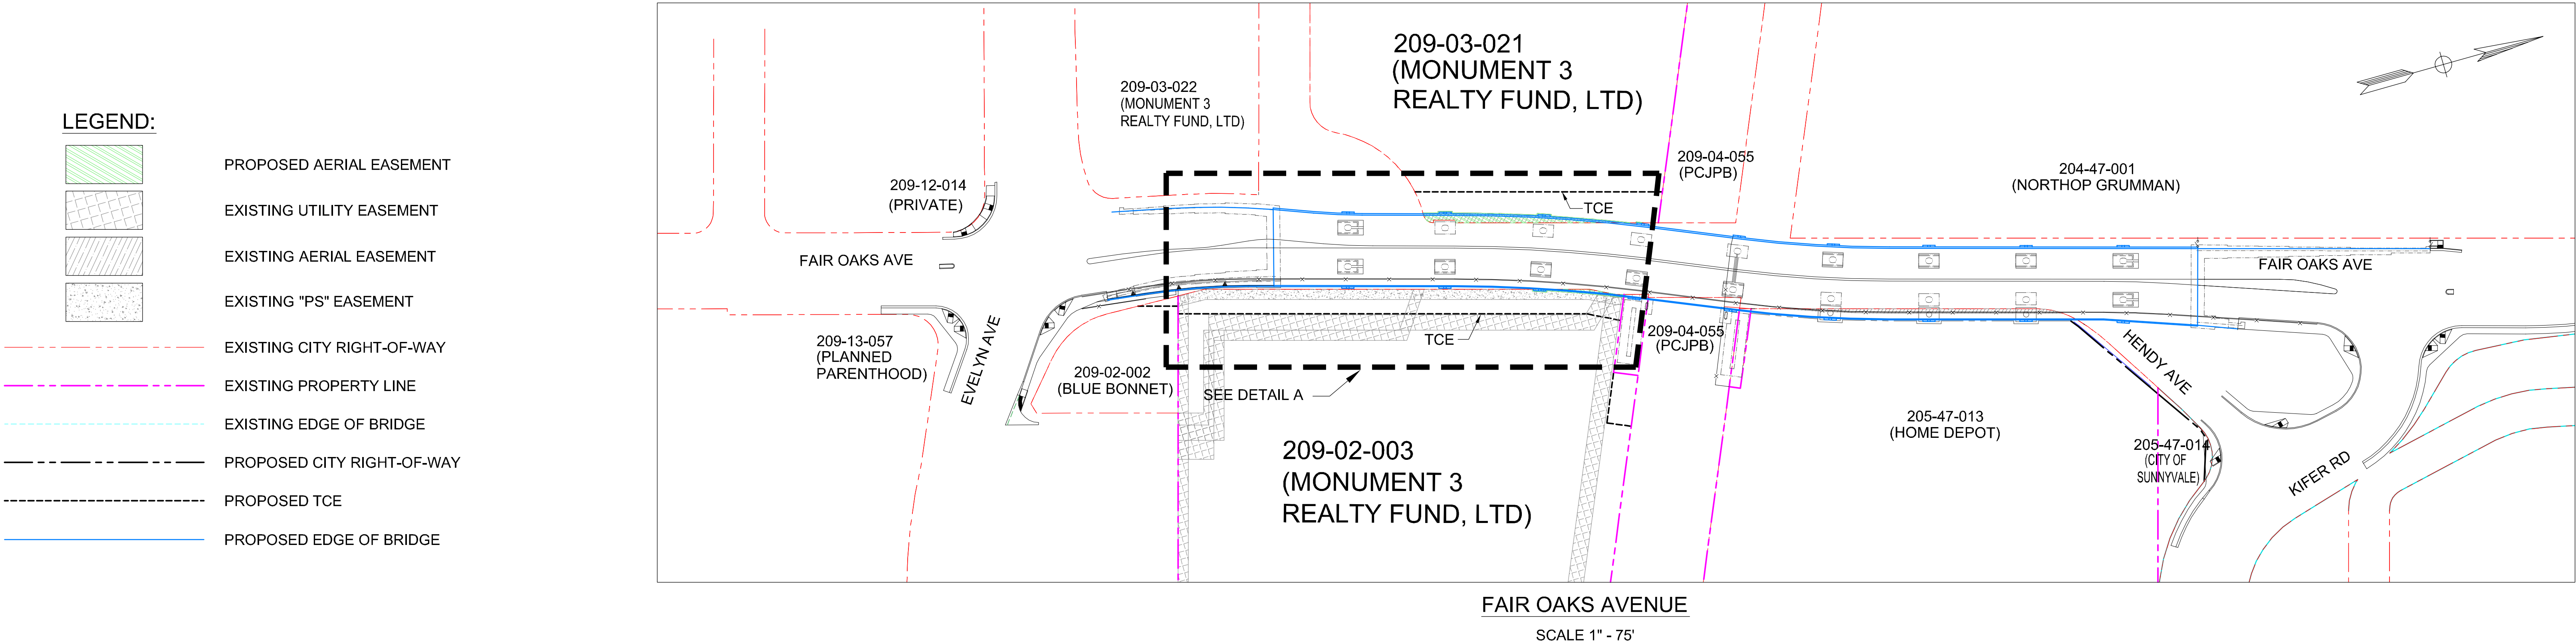 LEGEND:
PROPOSED AERIAL EASEMENT
EXISTING UTILITY EASEMENT
EXISTING AERIAL EASEMENT
EXISTING "PS" EASEMENT
EXISTING CITY RIGHT-OF-WAY
EXISTING PROPERTY LINE
EXISTING EDGE OF BRIDGE
PROPOSED CITY RIGHT-OF-WAY
PROPOSED TCE
PROPOSED EDGE OF BRIDGE
209-03-021
(MONUMENT 3
REALTY FUND, LTD)
209-03-022
(MONUMENT 3
REALTY FUND, LTD)
209-12-014
(PRIVATE)
209-04-055
(PCJPB)
204-47-001
(NORTHOP GRUMMAN)
TCE
FAIR OAKS AVE
FAIR OAKS AVE
209-13-057
(PLANNED
PARENTHOOD)
EVELYN AVE
209-02-002
(BLUE BONNET)
TCE
SEE DETAIL A
209-04-055
(PCJPB)
HENDY AVE
205-47-013
(HOME DEPOT)
205-47-014
(CITY OF
SUNNYVALE)
KIFER RD
209-02-003
(MONUMENT 3
REALTY FUND, LTD)
FAIR OAKS AVENUE
SCALE 1" - 75'